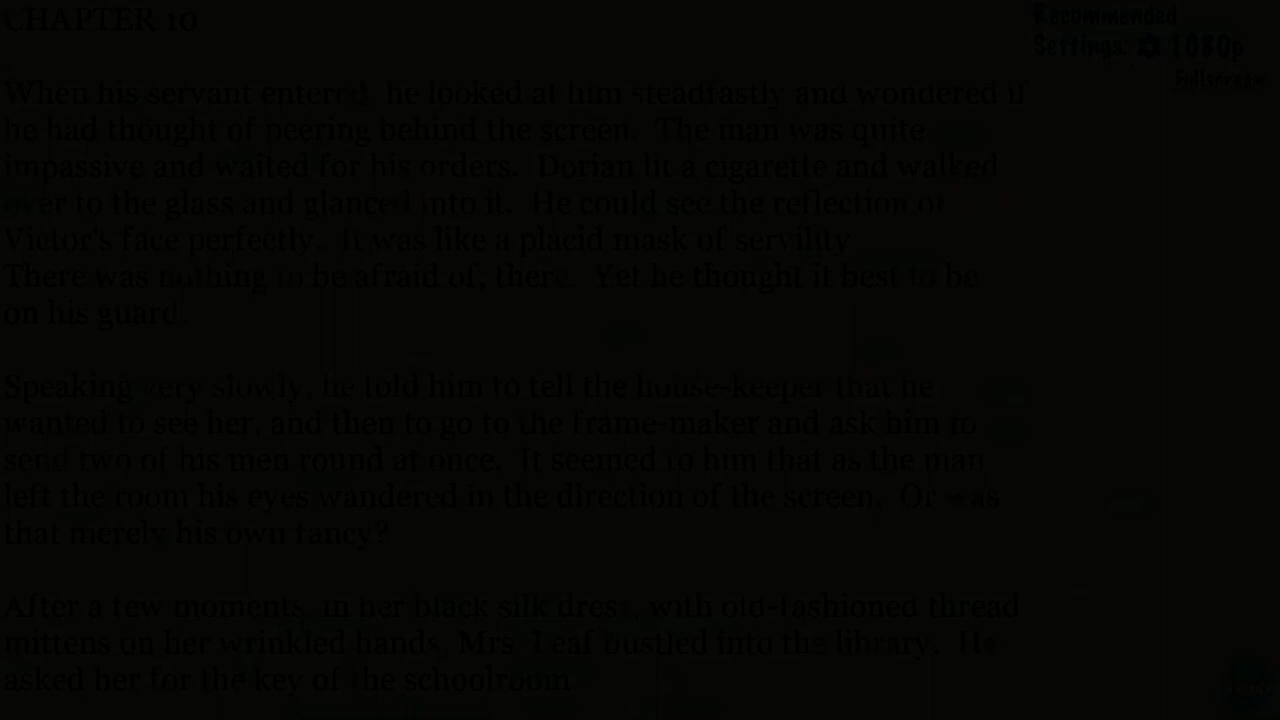 CHAPTER 10
Recommended
Settings: 1080p
Fullscreen
When his servant entered, he looked at him steadfastly and wondered if
he had thought of peering behind the screen. The man was quite
impassive and waited for his orders. Dorian lit a cigarette and walked
over to the glass and glanced into it. He could see the reflection of
Victor's face perfectly. It was like a placid mask of servility
There was nothing to be afraid of, there. Yet he thought it best to be
on his guard.
Speaking very slowly, he told him to tell the house-keeper that he
wanted to see her, and then to go to the frame-maker and ask him to
send two of his men round at once. It seemed to him that as the man
left the room his eyes wandered in the direction of the screen. Or was
that merely his own fancy?
After a few moments, in her black silk dress, with old-fashioned thread
mittens on her wrinkled hands, Mrs. Leaf bustled into the library. He
asked her for the key of the schoolroom